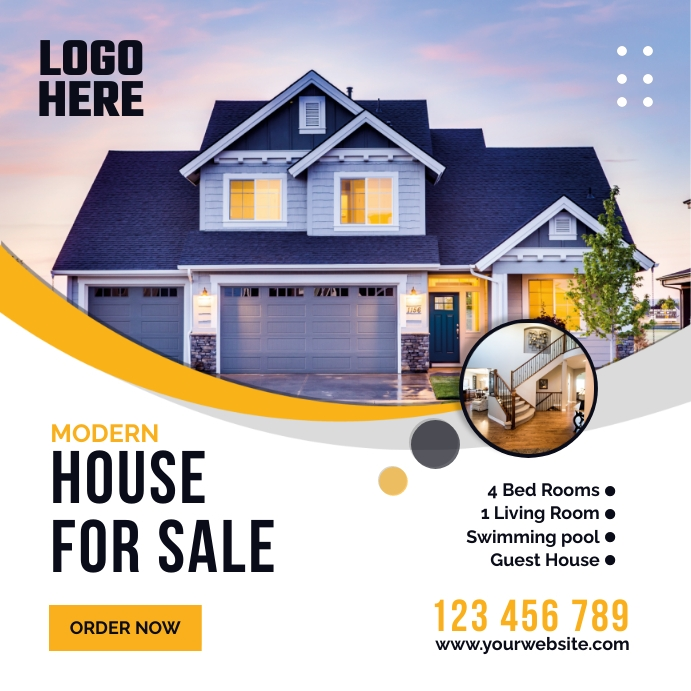 LOGO
HERE
MODERN
HOUSE
FOR SALE
ORDER NOW
4 Bed Rooms
1 Living Room
Swimming pool
Guest House
123 456 789
www.yourwebsite.com